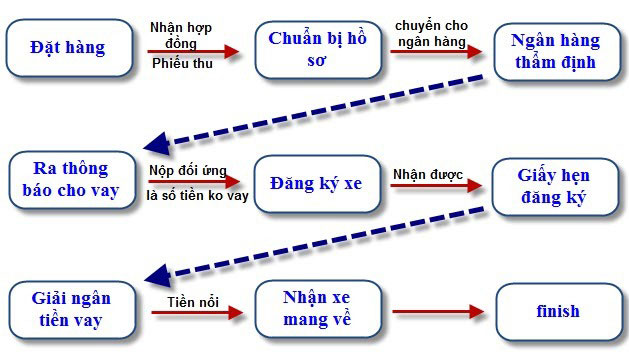 Đặt hàng
Nhận hợp
đồng
Phiếu thu
Chuẩn bị hồ
sơ
chuyển cho
ngân hàng
Ngân hàng
thẩm định
Ra thông
báo cho vay
Nộp đối ứng
là số tiền ko vay
Đăng ký xe
Nhận được
Giấy hẹn
đăng ký
Giải ngân
tiền vay
Tiền nổi
Nhận xe
mang về
finish